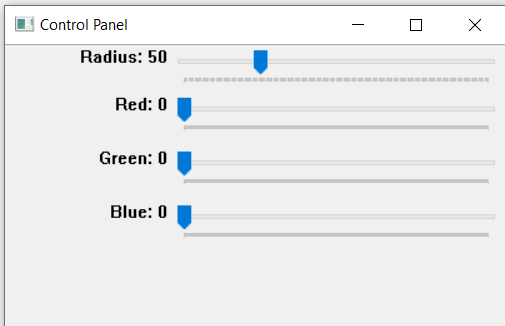 Control Panel
Radius: 50
Red: 0
Green: 0
Blue: 0